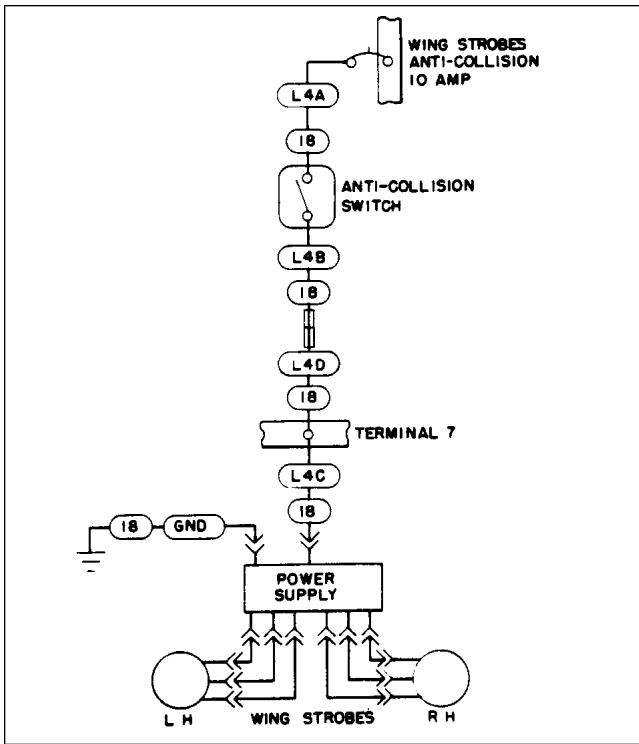 WING STROBES
ANTI-COLLISION
10 AMP
L4A
18
ANTI-COLLISION
SWITCH
L4B
18
L4D
18
TERMINAL 7
L4C
18
18 GND
POWER
SUPPLY
L H WING STROBES R H